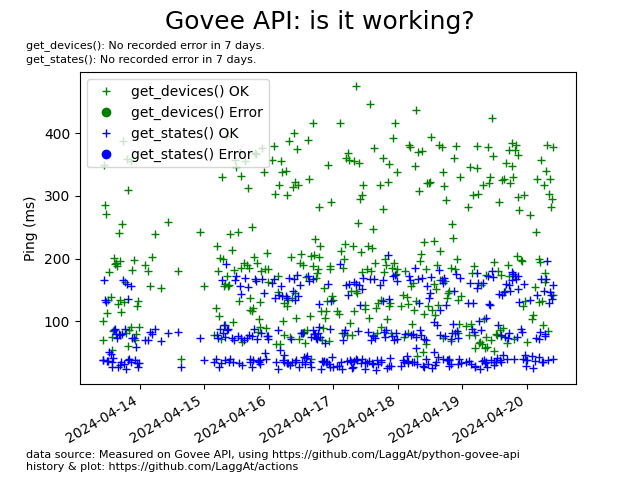 Govee API: is it working?
get_devices(): No recorded error in 7 days.
get_states(): No recorded error in 7 days.
get_devices() OK
get_devices() Error
get_states() OK
get_states() Error
Ping (ms)
400
300
200
100
2024-04-14
2024-04-15
2024-04-16
2024-04-17
2024-04-18
2024-04-19
2024-04-20
data source: Measured on Govee API, using https://github.com/LaggAt/python-govee-api
history & plot: https://github.com/LaggAt/actions